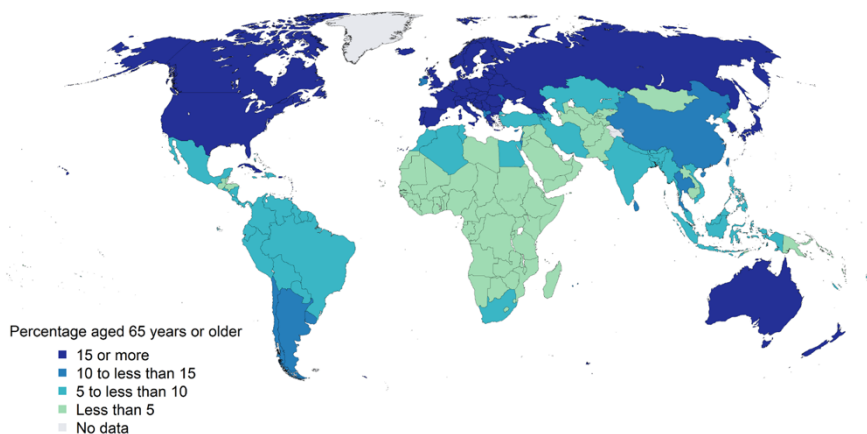 Percentage aged 65 years or older
15 or more
10 to less than 15
5 to less than 10
Less than 5
No data